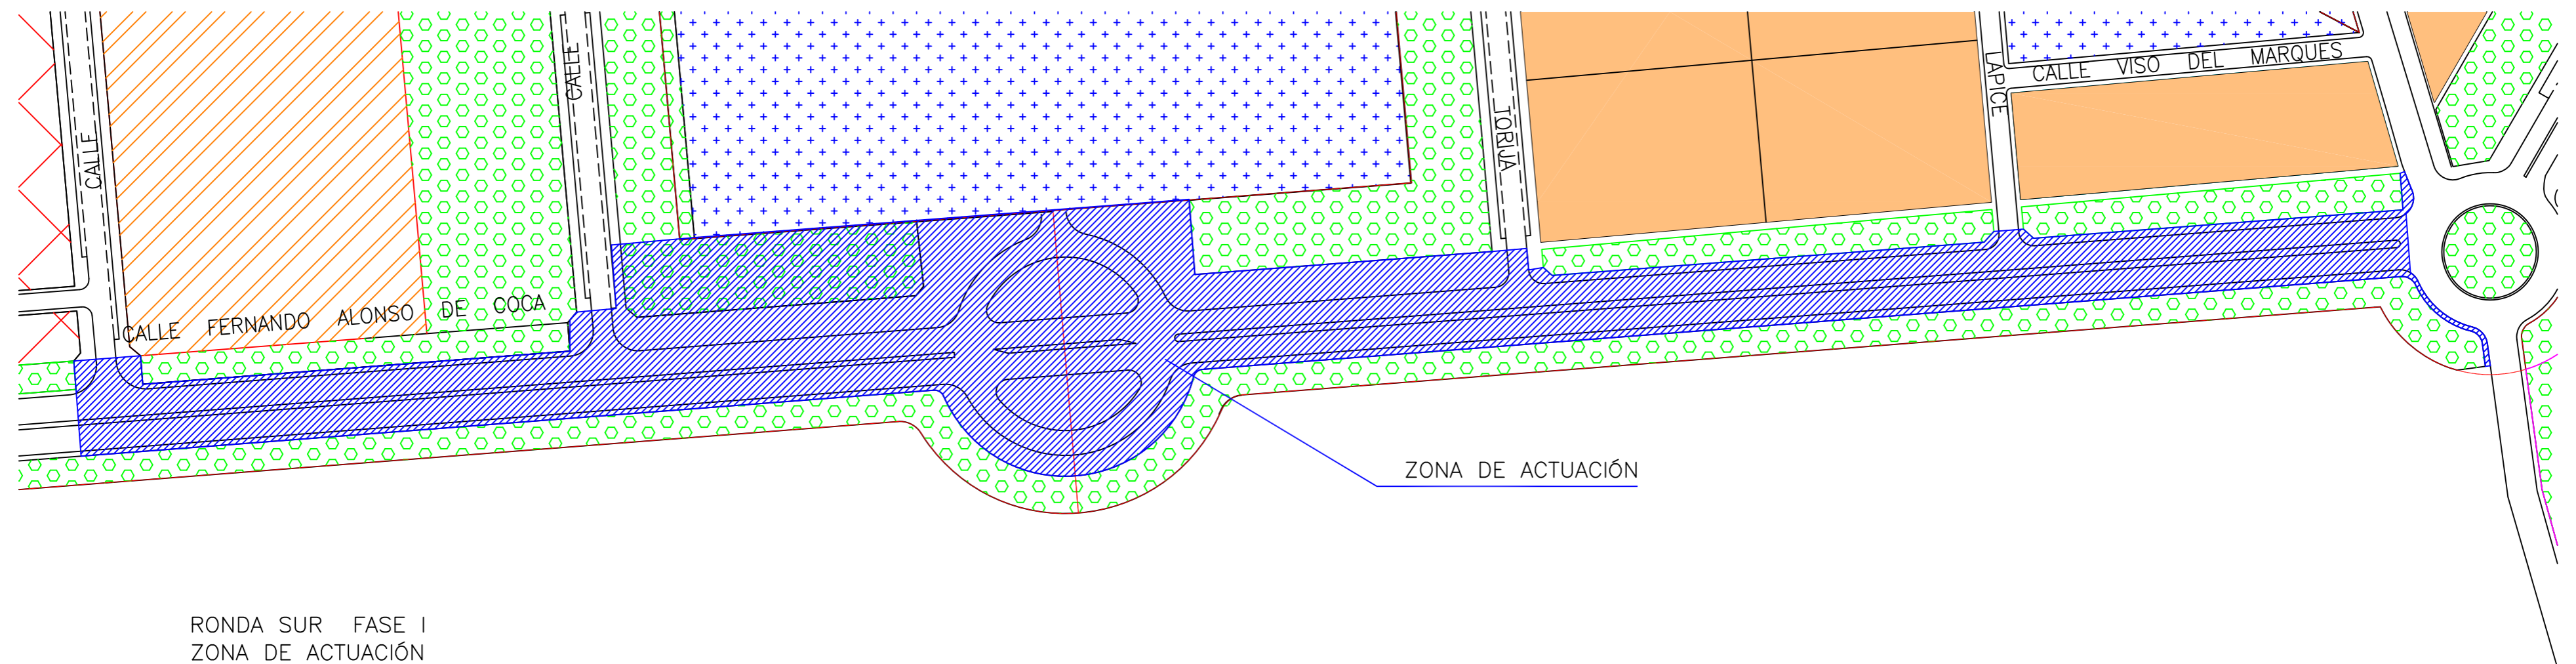 CALLE
CALLE
TORIJA
LAPICE
CALLE VISO DEL MARQUES
CALLE FERNANDO ALONSO DE COCA
ZONA DE ACTUACIÓN
RONDA SUR FASE I
ZONA DE ACTUACIÓN